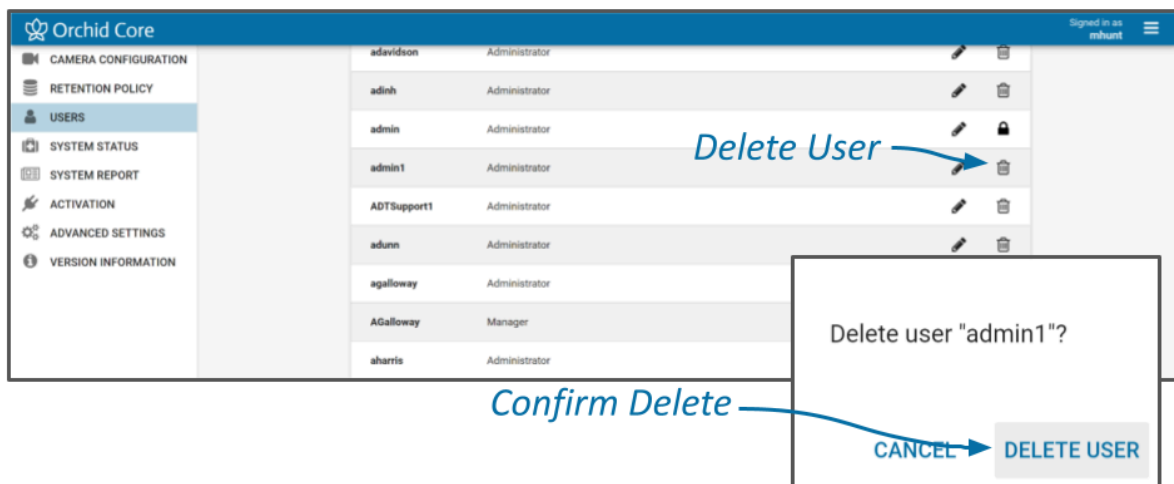 Orchid Core
Signed in as
mhunt
CAMERA CONFIGURATION
RETENTION POLICY
USERS
SYSTEM STATUS
SYSTEM REPORT
ACTIVATION
ADVANCED SETTINGS
VERSION INFORMATION
adavidson Administrator
adinh Administrator
admin Administrator
admin1 Administrator
ADTSupport1 Administrator
adunn Administrator
agalloway Administrator
AGalloway Manager
aharris Administrator
Delete User
Delete user "admin1"?
Confirm Delete
CANCEL DELETE USER